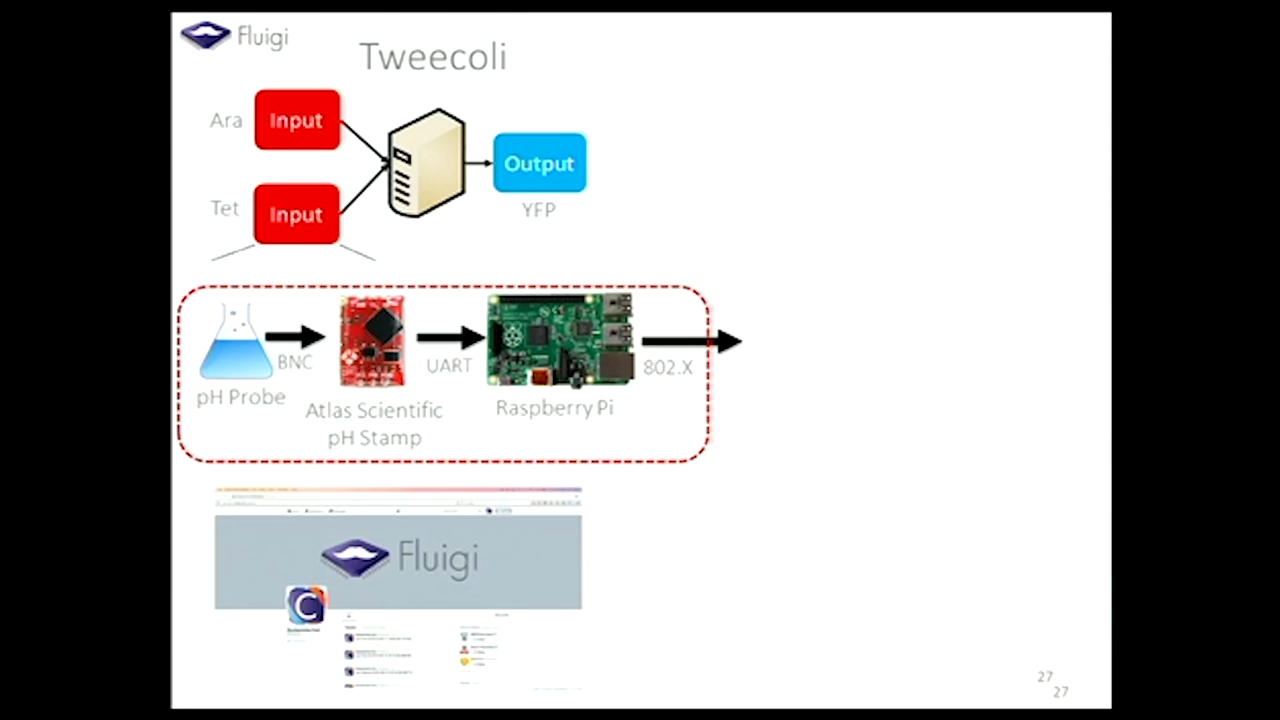 Fluigi
Tweecoli
Ara
Input
Output
YFP
Tet
Input
BNC
UART
802.X
pH Probe
Atlas Scientific
pH Stamp
Raspberry Pi
Fluigi
C
27
27